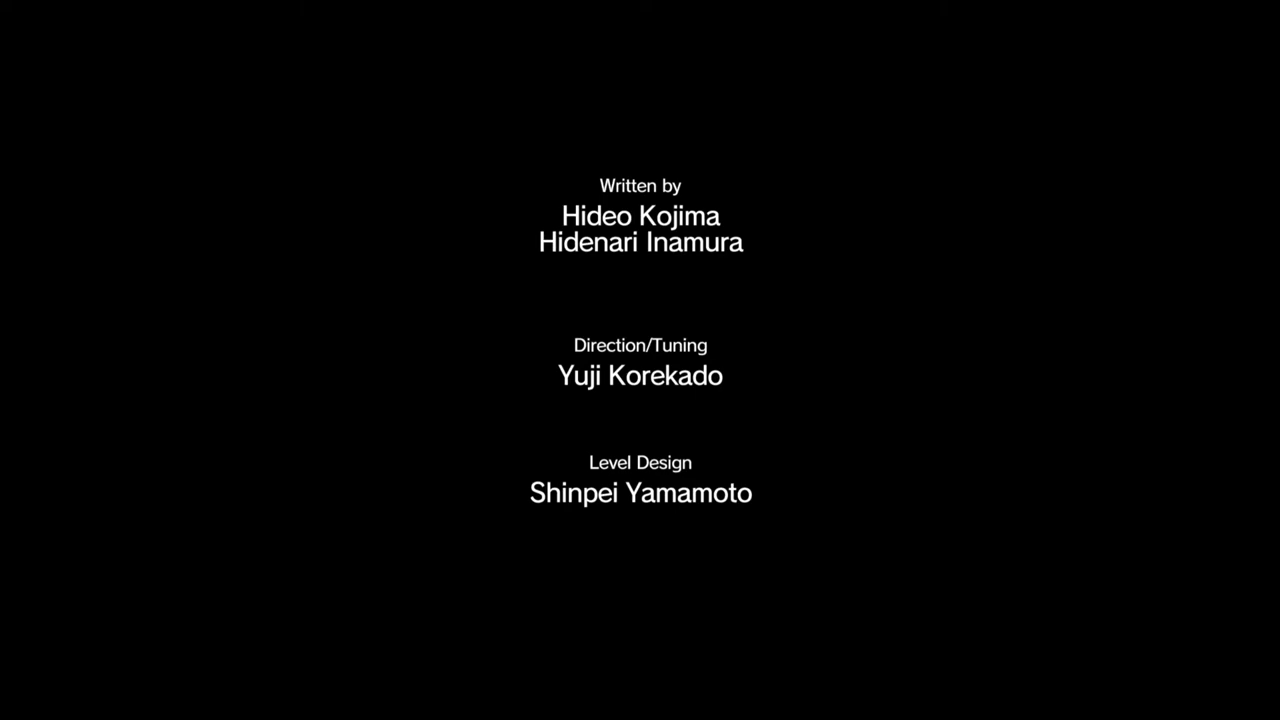 Written by
Hideo Kojima
Hidenari Inamura
Direction/Tuning
Yuji Korekado
Level Design
Shinpei Yamamoto